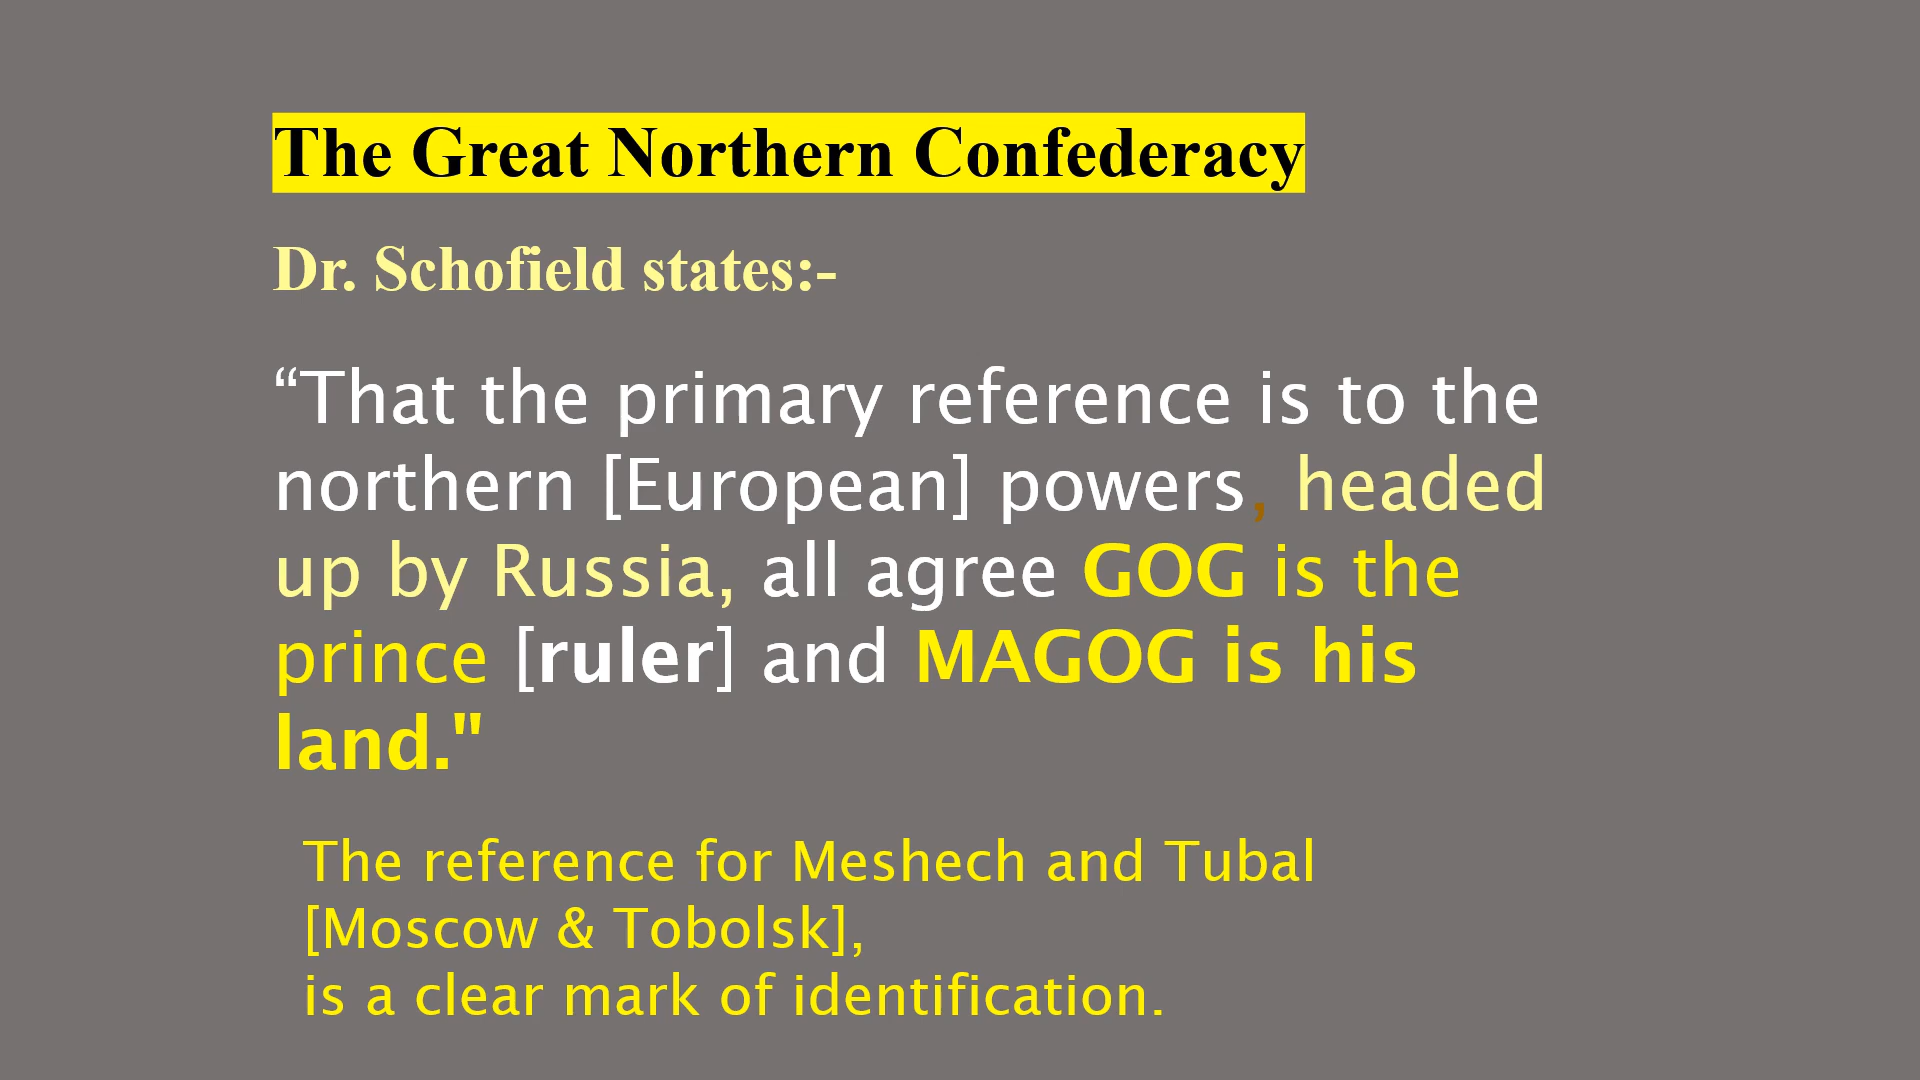 The Great Northern Confederacy
Dr. Schofield states:-
“That the primary reference is to the
northern [European] powers, headed
up by Russia, all agree GOG is the
prince [ruler] and MAGOG is his
land."
The reference for Meshech and Tubal
[Moscow & Tobolsk],
is a clear mark of identification.